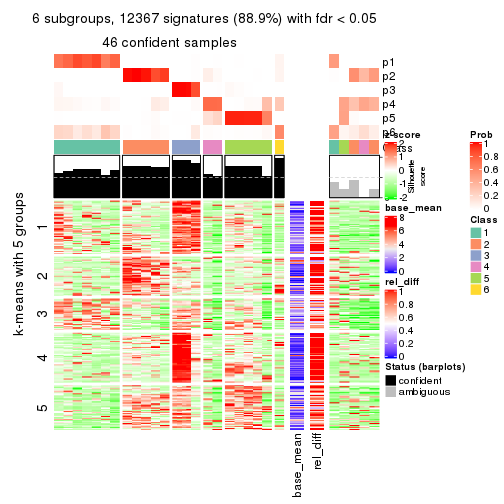 6 subgroups, 12367 signatures (88.9%) with fdr < 0.05
46 confident samples
p1
p2
p3
p4
p5
p6
Class
Silhouette
score
k-means with 5 groups
1
2
3
4
5
base_mean
rel_diff
z-score
2
1
0
-1
-2
base_mean
8
6
4
2
0
rel_diff
1
0.8
0.6
0.4
0.2
0
Status (barplots)
confident
ambiguous
Prob
1
0.8
0.6
0.4
0.2
0
Class
1
2
3
4
5
6